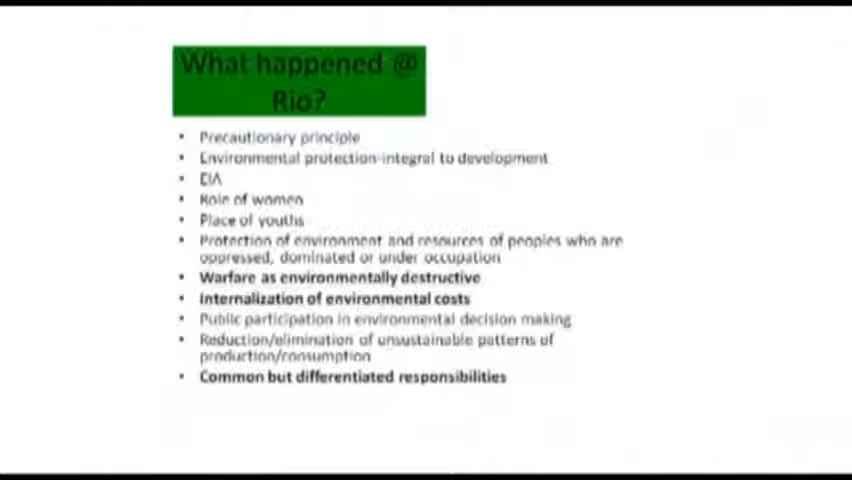 What happened @
Rio?
• Precautionary principle
• Environmental protection-integral to development
• EIA
• Role of women
• Place of youths
• Protection of environment and resources of peoples who are
oppressed, dominated or under occupation
• Warfare as environmentally destructive
• Internalization of environmental costs
• Public participation in environmental decision making
• Reduction/elimination of unsustainable patterns of
production/consumption
• Common but differentiated responsibilities